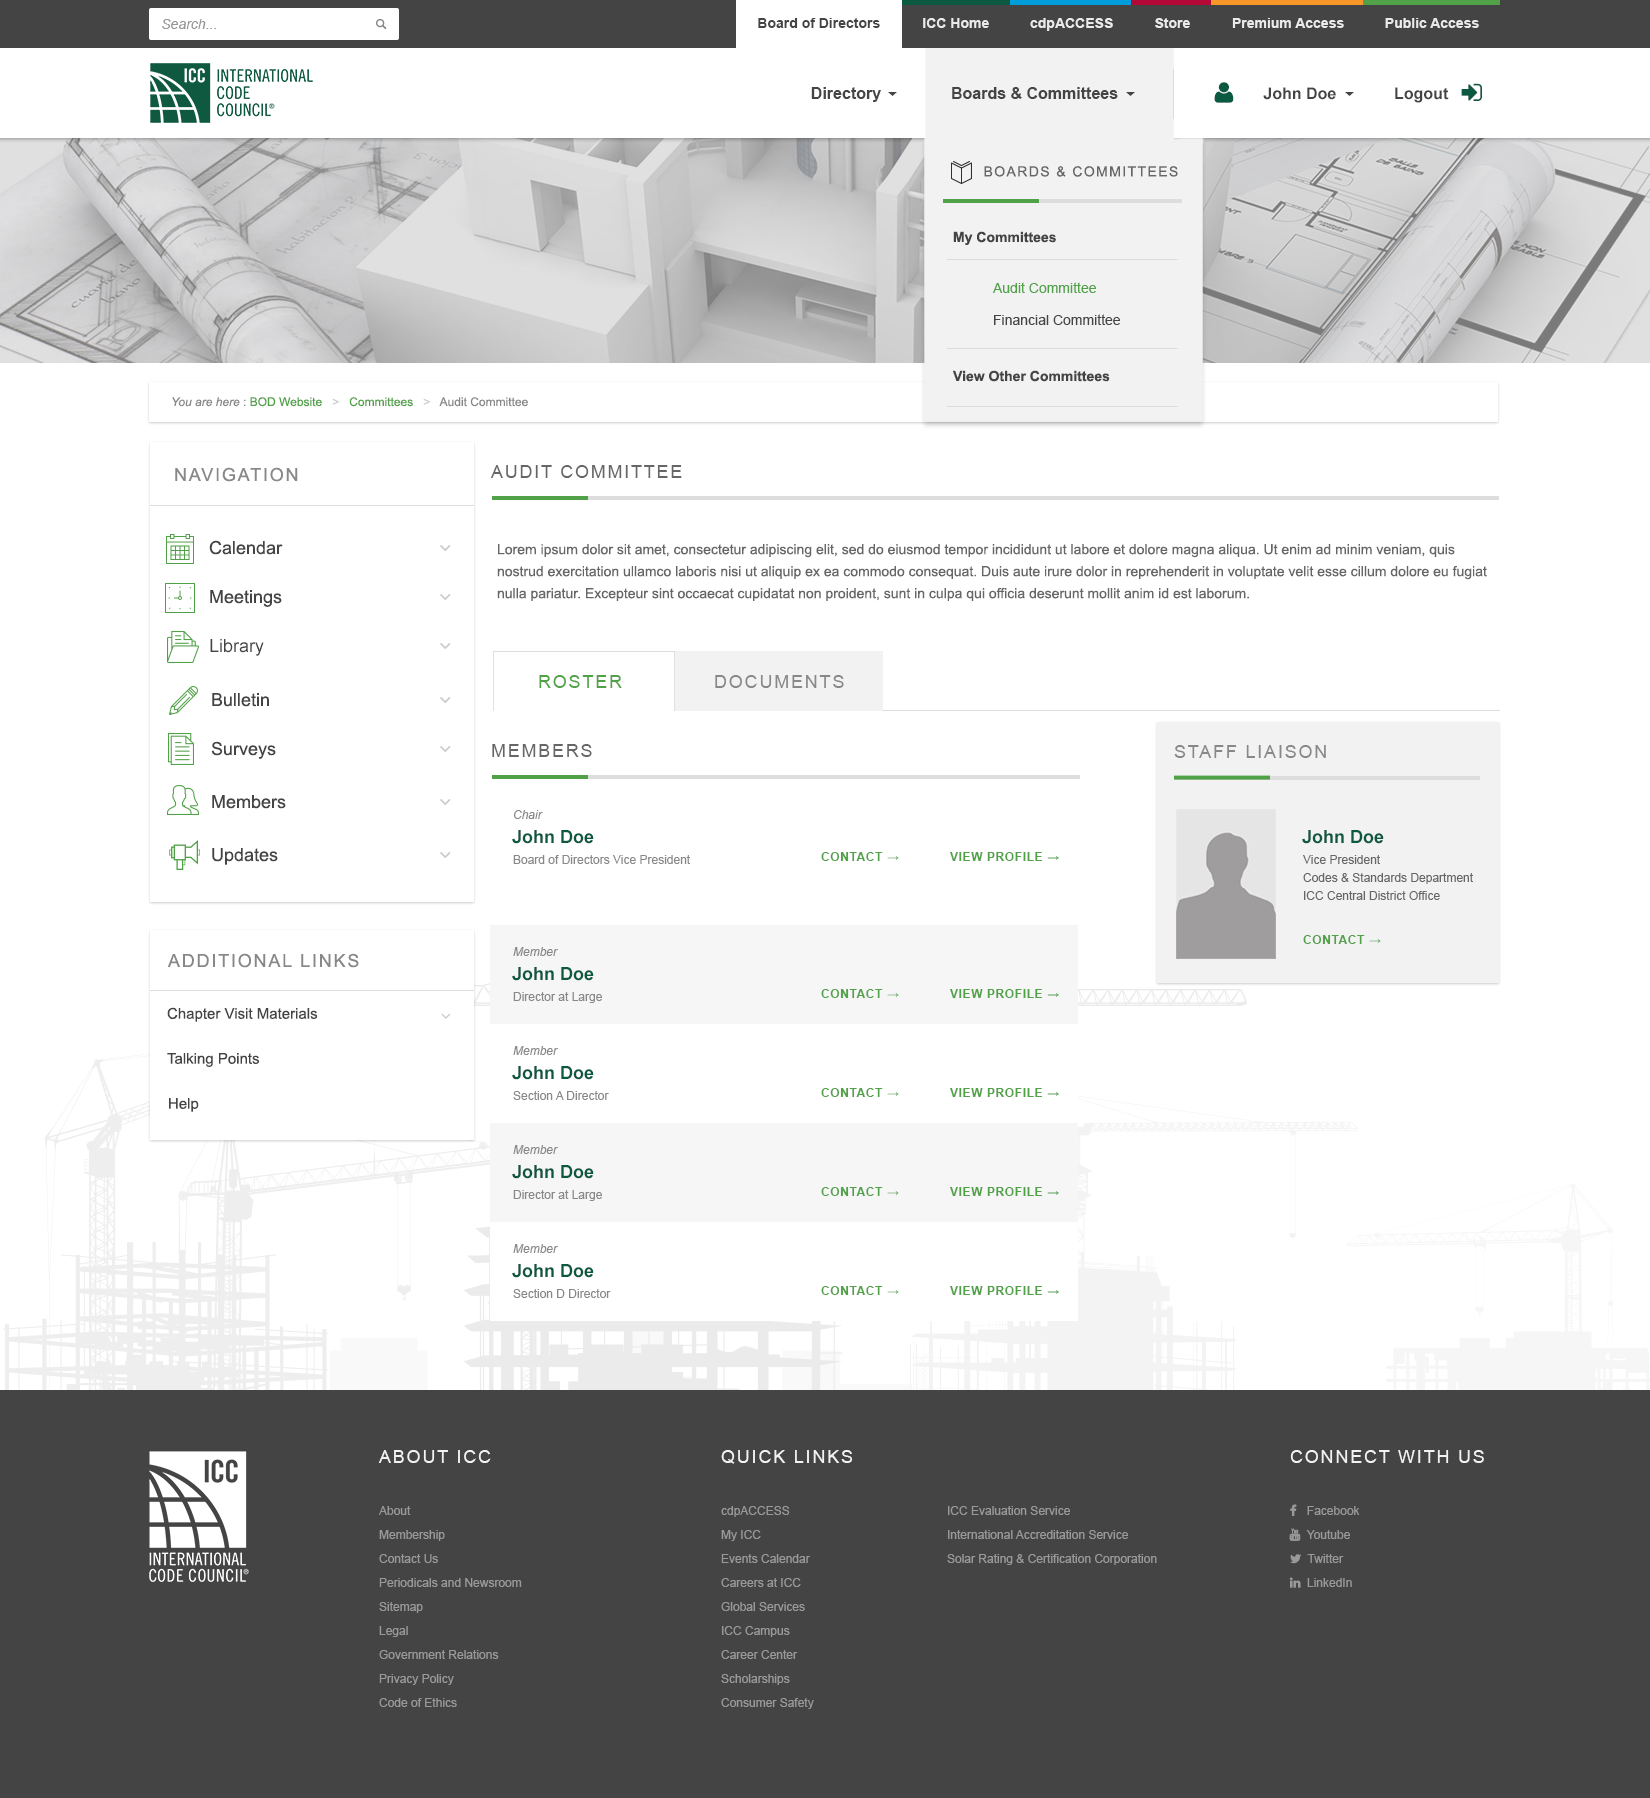 Search...
Board of Directors
ICC Home
cdpACCESS
Store
Premium Access
Public Access
ICC INTERNATIONAL
CODE
COUNCIL®
Directory
Boards & Committees
John Doe
Logout
BOARDS & COMMITTEES
My Committees
Audit Committee
Financial Committee
View Other Committees
You are here : BOD Website > Committees > Audit Committee
NAVIGATION
Calendar
Meetings
Library
Bulletin
Surveys
Members
Updates
ADDITIONAL LINKS
Chapter Visit Materials
Talking Points
Help
AUDIT COMMITTEE
Lorem ipsum dolor sit amet, consectetur adipiscing elit, sed do eiusmod tempor incididunt ut labore et dolore magna aliqua. Ut enim ad minim veniam, quis
nostrud exercitation ullamco laboris nisi ut aliquip ex ea commodo consequat. Duis aute irure dolor in reprehenderit in voluptate velit esse cillum dolore eu fugiat
nulla pariatur. Excepteur sint occaecat cupidatat non proident, sunt in culpa qui officia deserunt mollit anim id est laborum.
ROSTER
DOCUMENTS
MEMBERS
Chair
John Doe
Board of Directors Vice President
CONTACT →
VIEW PROFILE →
Member
John Doe
Director at Large
CONTACT →
VIEW PROFILE →
Member
John Doe
Section A Director
CONTACT →
VIEW PROFILE →
Member
John Doe
Director at Large
CONTACT →
VIEW PROFILE →
Member
John Doe
Section D Director
CONTACT →
VIEW PROFILE →
STAFF LIAISON
John Doe
Vice President
Codes & Standards Department
ICC Central District Office
CONTACT →
ICC
INTERNATIONAL
CODE COUNCIL®
ABOUT ICC
About
Membership
Contact Us
Periodicals and Newsroom
Sitemap
Legal
Government Relations
Privacy Policy
Code of Ethics
QUICK LINKS
cdpACCESS
My ICC
Events Calendar
Careers at ICC
Global Services
ICC Campus
Career Center
Scholarships
Consumer Safety
ICC Evaluation Service
International Accreditation Service
Solar Rating & Certification Corporation
CONNECT WITH US
Facebook
Youtube
Twitter
LinkedIn